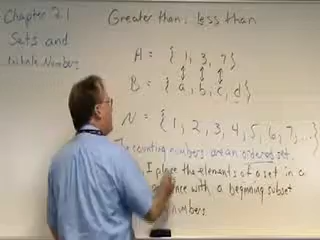 Chapter 2.1
Sets and
Whole Numbers
Greater than, less than
A = { 1, 3, 7 }
B = { a, b, c, d }
N = { 1, 2, 3, 4, 5, 6, 7, ... }
The counting numbers are an ordered set.
I place the elements of a set in a
with a beginning subset
numbers